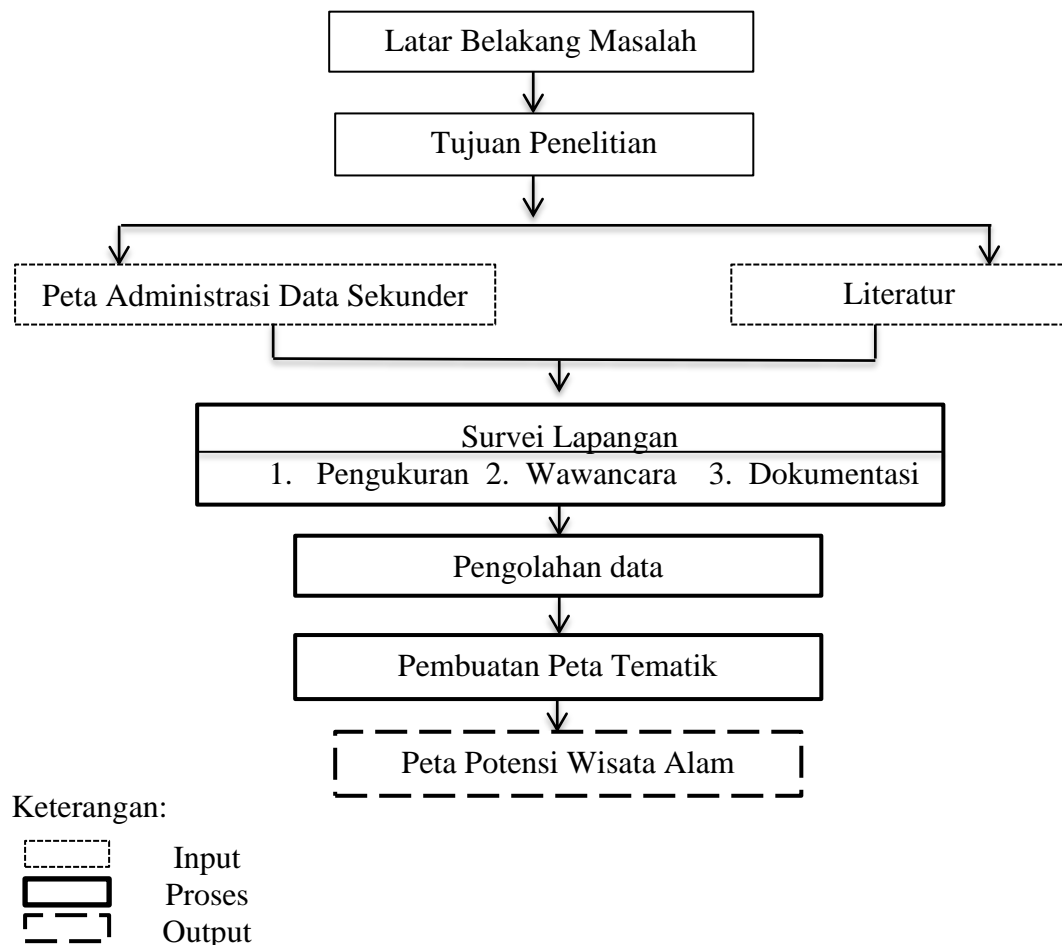 Latar Belakang Masalah
Tujuan Penelitian
Peta Administrasi Data Sekunder
Literatur
Survei Lapangan
1. Pengukuran 2. Wawancara 3. Dokumentasi
Pengolahan data
Pembuatan Peta Tematik
Peta Potensi Wisata Alam
Keterangan:
Input
Proses
Output